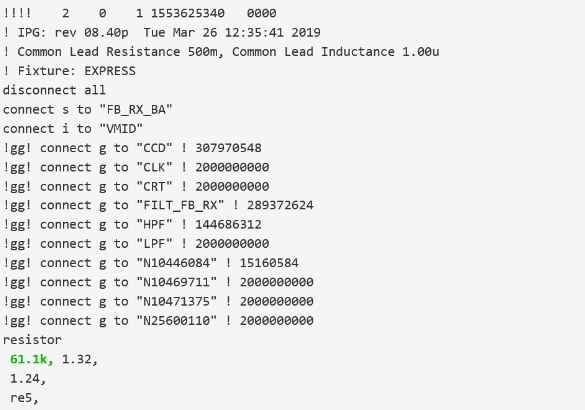 !!!!    2    0    1 1553625340   0000
! IPG: rev 08.40p  Tue Mar 26 12:35:41 2019
! Common Lead Resistance 500m, Common Lead Inductance 1.00u
! Fixture: EXPRESS
disconnect all
connect s to "FB_RX_BA"
connect i to "VMID"
!gg! connect g to "CCD" ! 307970548
!gg! connect g to "CLK" ! 2000000000
!gg! connect g to "CRT" ! 2000000000
!gg! connect g to "FILT_FB_RX" ! 289372624
!gg! connect g to "HPF" ! 144686312
!gg! connect g to "LPF" ! 2000000000
!gg! connect g to "N10446084" ! 15160584
!gg! connect g to "N10469711" ! 2000000000
!gg! connect g to "N10471375" ! 2000000000
!gg! connect g to "N25600110" ! 2000000000
resistor
 61.1k, 1.32,
 1.24,
 re5,